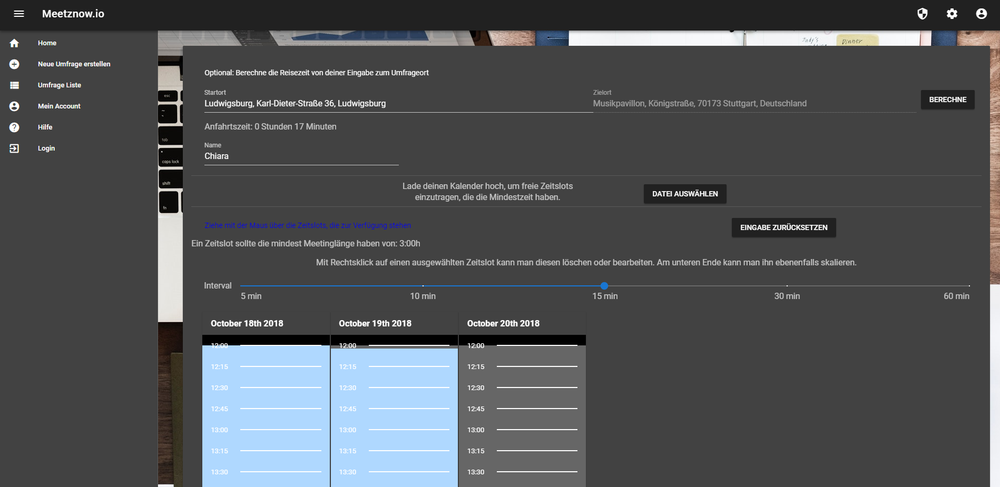 Meetznow.io
Home
Neue Umfrage erstellen
Umfrage Liste
Mein Account
Hilfe
Login
Judy's
Dinner
esc
tab
caps lock
shift
fn
Optional: Berechne die Reisezeit von deiner Eingabe zum Umfrageort
Startort
Zielort
Ludwigsburg, Karl-Dieter-Straße 36, Ludwigsburg
Musikpavillon, Königstraße, 70173 Stuttgart, Deutschland
BERECHNE
Anfahrtszeit: 0 Stunden 17 Minuten
Name
Chiara
Lade deinen Kalender hoch, um freie Zeitslots
einzutragen, die die Mindestzeit haben.
DATEI AUSWÄHLEN
Ziehe mit der Maus über die Zeitslots, die zur Verfügung stehen
EINGABE ZURÜCKSETZEN
Ein Zeitslot sollte die mindest Meetinglänge haben von: 3:00h
Mit Rechtsklick auf einen ausgewählten Zeitslot kann man diesen löschen oder bearbeiten. Am unteren Ende kann man ihn ebenenfalls skalieren.
Interval
5 min 10 min 15 min 30 min 60 min
October 18th 2018 October 19th 2018 October 20th 2018
12:00 12:00 12:00
12:15 12:15 12:15
12:30 12:30 12:30
12:45 12:45 12:45
13:00 13:00 13:00
13:15 13:15 13:15
13:30 13:30 13:30